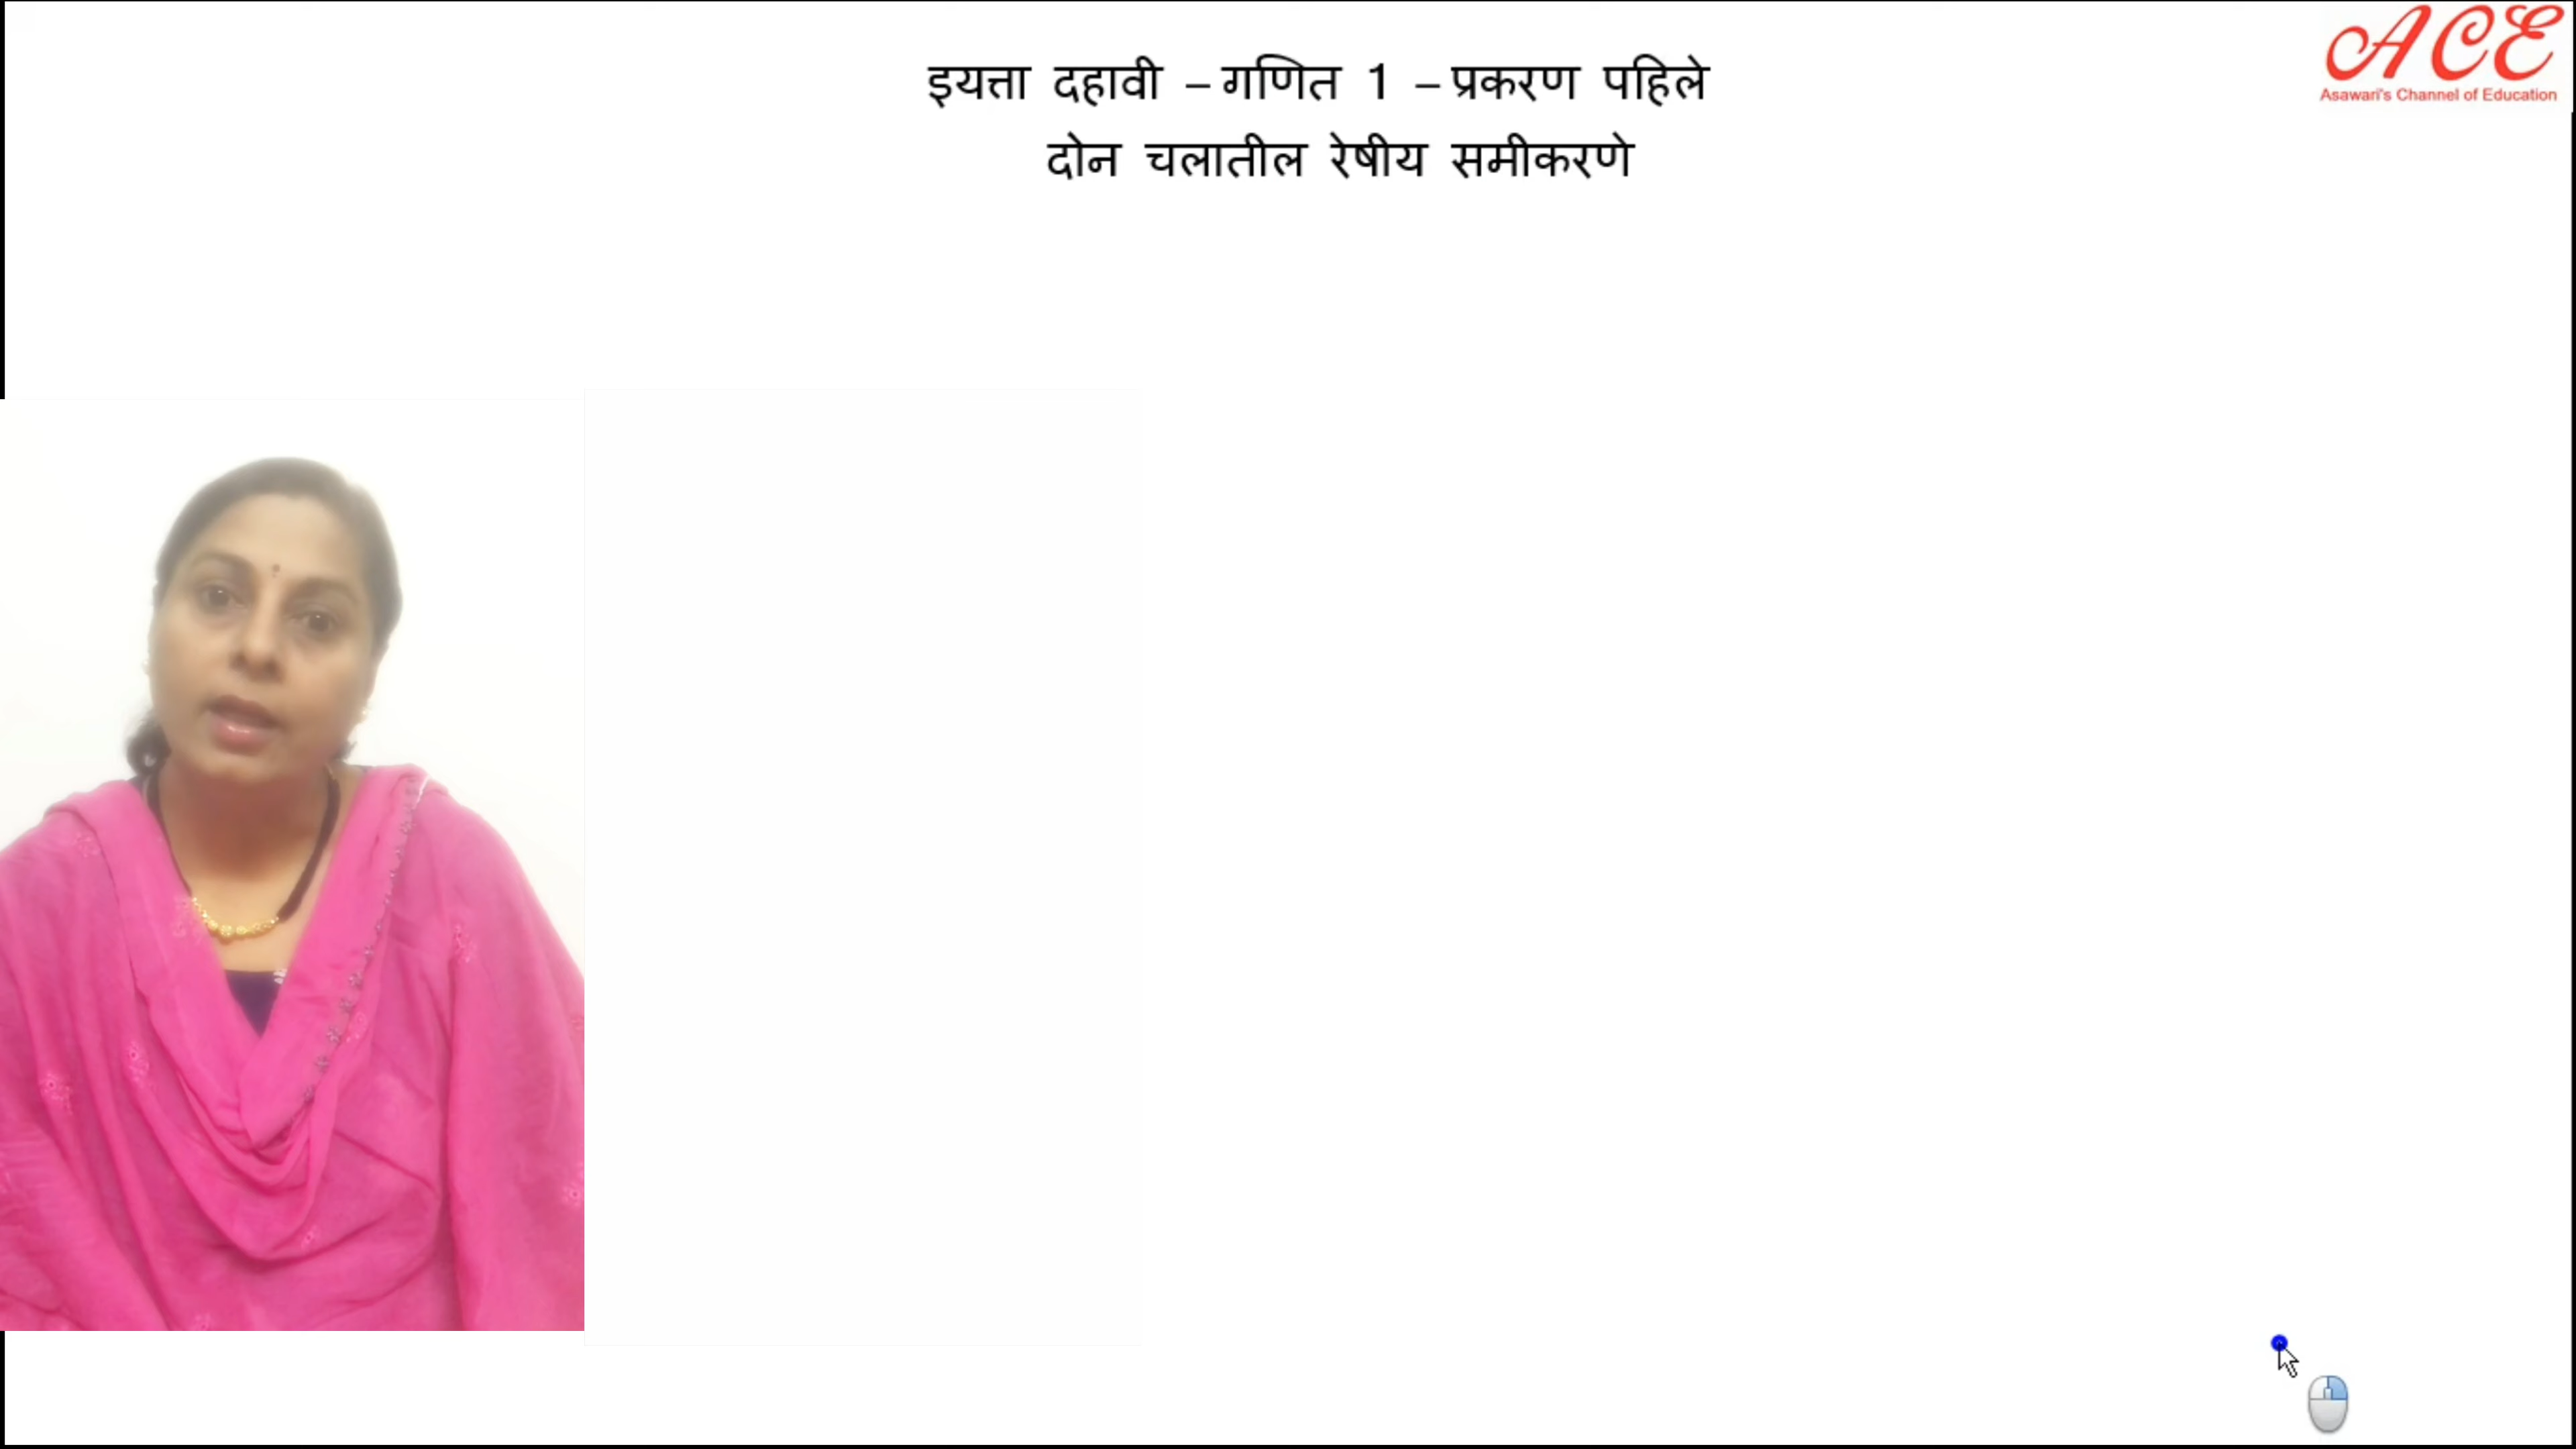 इयत्ता दहावी – गणित 1 – प्रकरण पहिले
दोन चलातील रेषीय समीकरणे
ACE
Asawari's Channel of Education